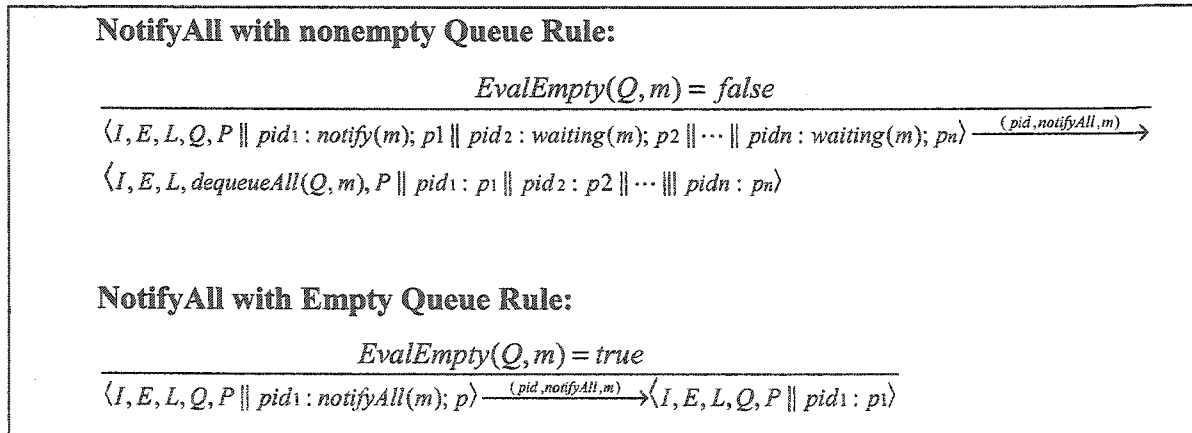 NotifyAll with nonempty Queue Rule:
EvalEmpty(Q, m) = false
⟨I, E, L, Q, P || pid1 : notify(m); p1 || pid2 : waiting(m); p2 || ··· || pidn : waiting(m); pn⟩ (pid,notifyAll,m)→
⟨I, E, L, dequeueAll(Q, m), P || pid1 : p1 || pid2 : p2 || ··· ||| pidn : pn⟩
NotifyAll with Empty Queue Rule:
EvalEmpty(Q, m) = true
⟨I, E, L, Q, P || pid1 : notifyAll(m); p⟩ (pid,notifyAll,m)→ ⟨I, E, L, Q, P || pid1 : p1⟩